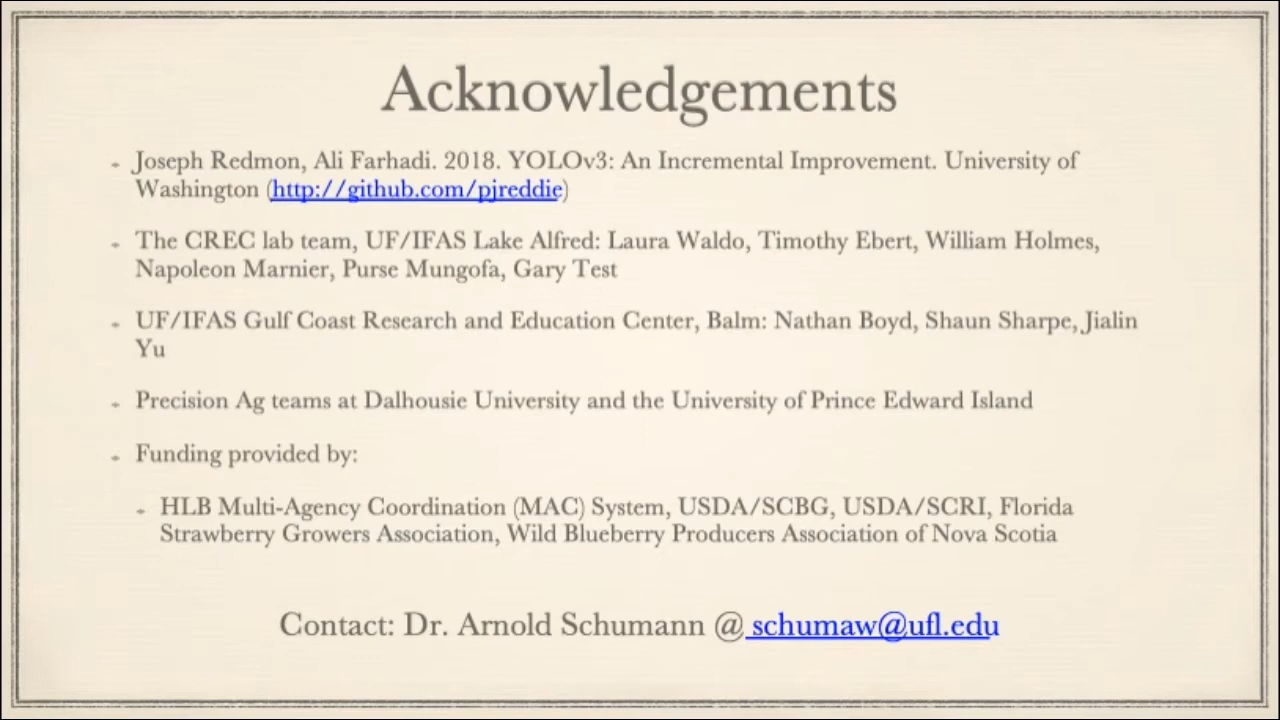 Acknowledgements
Joseph Redmon, Ali Farhadi. 2018. YOLOv3: An Incremental Improvement. University of
Washington (http://github.com/pjreddie)
The CREC lab team, UF/IFAS Lake Alfred: Laura Waldo, Timothy Ebert, William Holmes,
Napoleon Marnier, Purse Mungofa, Gary Test
UF/IFAS Gulf Coast Research and Education Center, Balm: Nathan Boyd, Shaun Sharpe, Jialin
Yu
Precision Ag teams at Dalhousie University and the University of Prince Edward Island
Funding provided by:
HLB Multi-Agency Coordination (MAC) System, USDA/SCBG, USDA/SCRI, Florida
Strawberry Growers Association, Wild Blueberry Producers Association of Nova Scotia
Contact: Dr. Arnold Schumann @ schumaw@ufl.edu